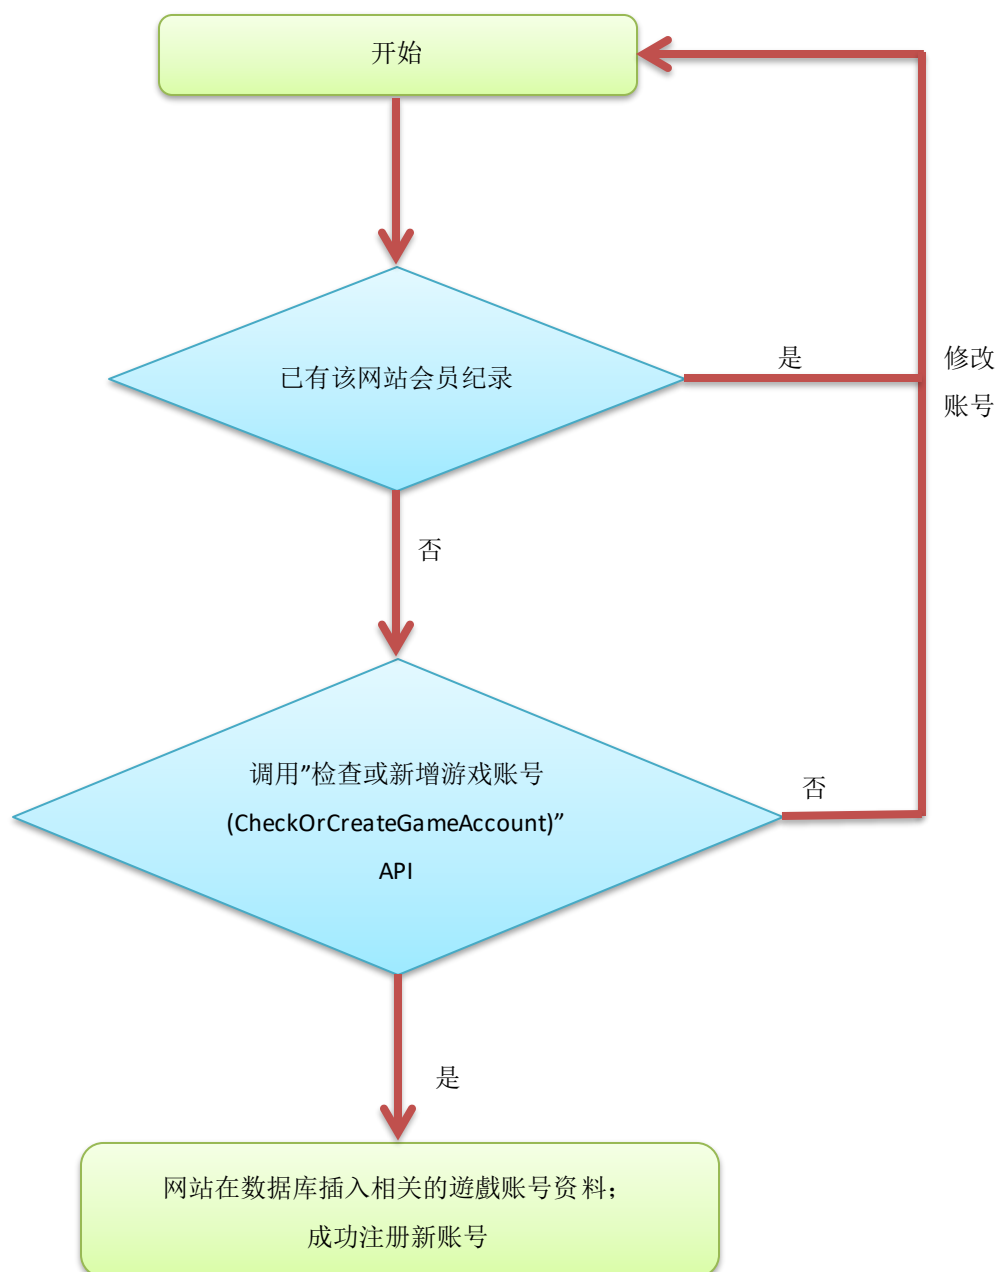 开始
已有该网站会员纪录
是
修改
账号
否
调用”检查或新增游戏账号
(CheckOrCreateGameAccount)”
API
否
是
网站在数据库插入相关的遊戲账号资料；
成功注册新账号